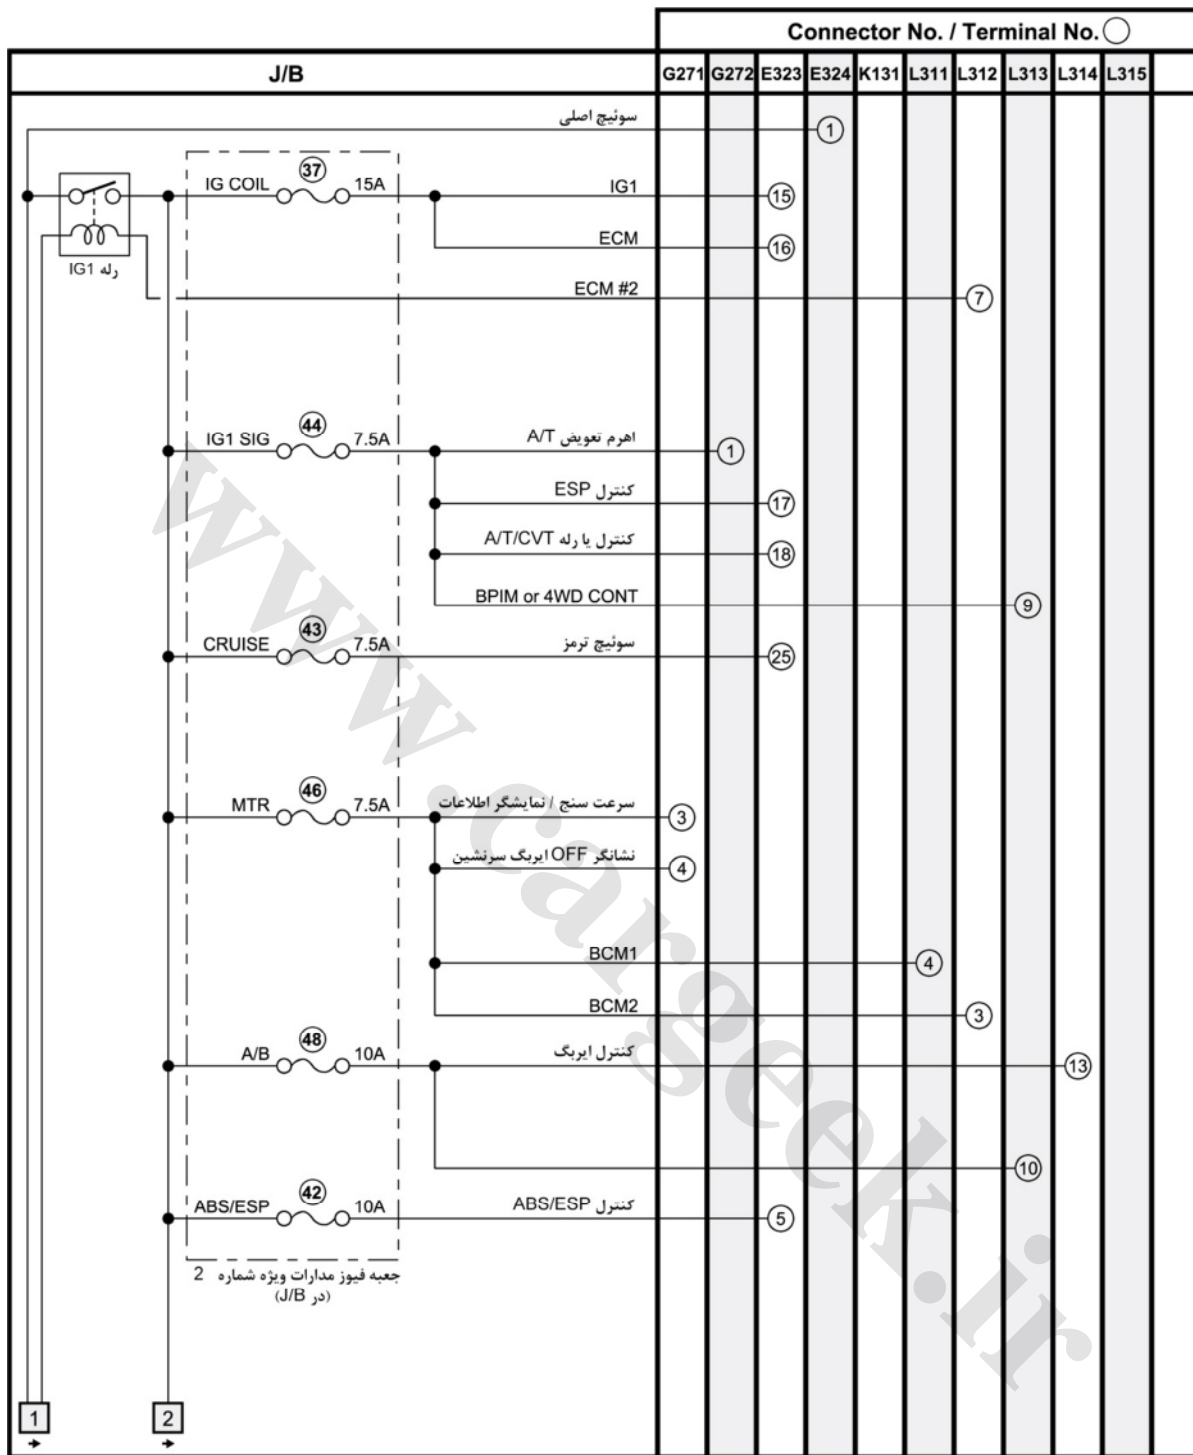 Connector No. / Terminal No.
J/B G271 G272 E323 E324 K131 L311 L312 L313 L314 L315
سوئیچ اصلی 1
IG COIL 37 15A IG1 15
ECM 16
رله IG1
ECM #2 7
IG1 SIG 44 7.5A اهرم تعویض A/T 1
کنترل ESP 17
کنترل یا رله A/T/CVT 18
BPIM or 4WD CONT 9
CRUISE 43 7.5A سوئیچ ترمز 25
MTR 46 7.5A سرعت سنج / نمایشگر اطلاعات 3
نشانگر OFF ایربگ سرنشین 4
BCM1 4
BCM2 3
A/B 48 10A کنترل ایربگ 13
10
ABS/ESP 42 10A کنترل ABS/ESP 5
جعبه فیوز مدارات ویژه شماره 2
(در J/B)
1 2
www.cargeek.ir